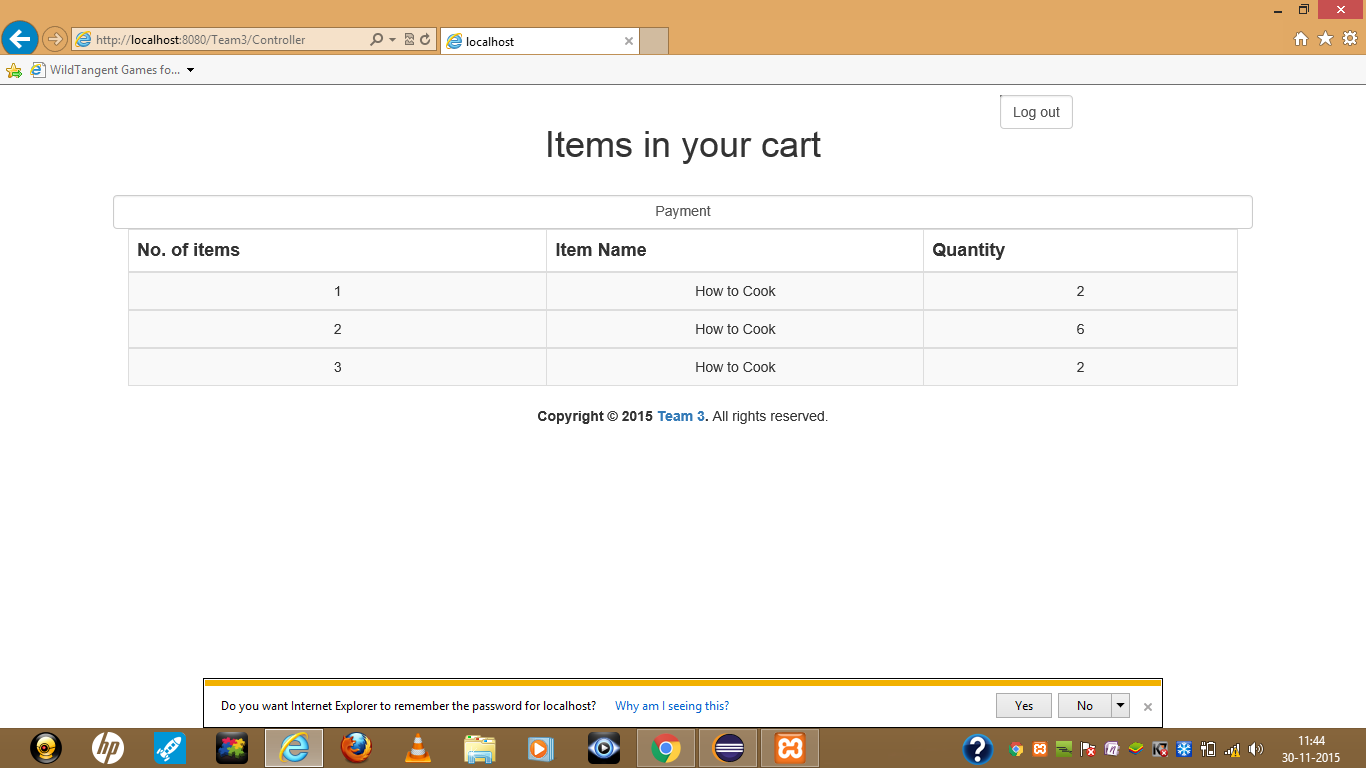 http://localhost:8080/Team3/Controller
localhost
WildTangent Games fo...
Log out
Items in your cart
Payment
No. of items Item Name Quantity
1 How to Cook 2
2 How to Cook 6
3 How to Cook 2
Copyright © 2015 Team 3. All rights reserved.
Do you want Internet Explorer to remember the password for localhost? Why am I seeing this? Yes No
hp
11:44
30-11-2015